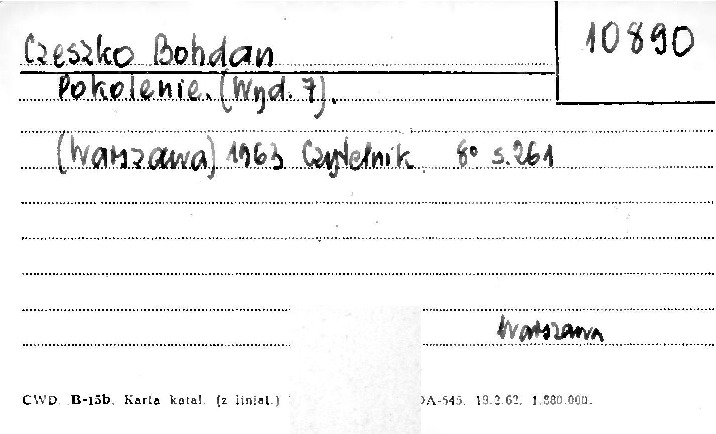 10890
Czeszko Bohdan
Pokolenie. (Wyd. 7).
(Warszawa) 1963 Czytelnik. 8° s. 261
Warszawa
CWD. B-15b. Karta katal. (z liniat.) DA-545. 19.2.62. 1.880.000.